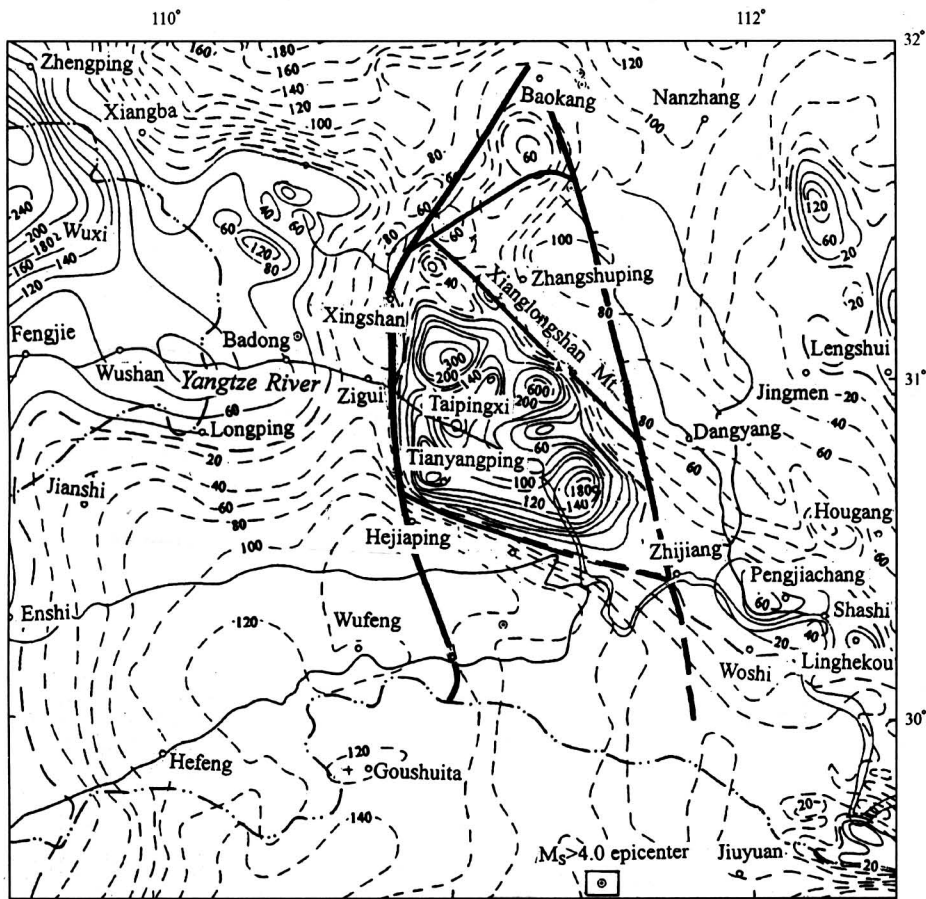 110°
112°
32°
Zhengping
Xiangba
Baokang
Nanzhang
Wuxi
Zhangshuping
Xianglongshan Mt.
Xingshan
Fengjie
Wushan
Badong
Lengshui
Yangtze River
Zigui
Jingmen
31°
Taipingxi
Longping
Dangyang
Tianyangping
Jianshi
Hougang
Hejiaping
Zhijiang
Pengjiachang
Enshi
Shashi
Wufeng
Woshi
Linghekou
30°
Hefeng
Goushuita
Ms>4.0 epicenter
Jiuyuan
160
180
160
140
120
100
120
100
80
60
240
200
180
160
140
120
40
60
60
120
80
80
60
60
40
100
80
120
60
20
20
300
200
140
600
200
60
100
120
180
140
80
60
40
20
20
40
60
80
100
120
120
140
140
20
40
60
80
60
40
60
20
40
20
20